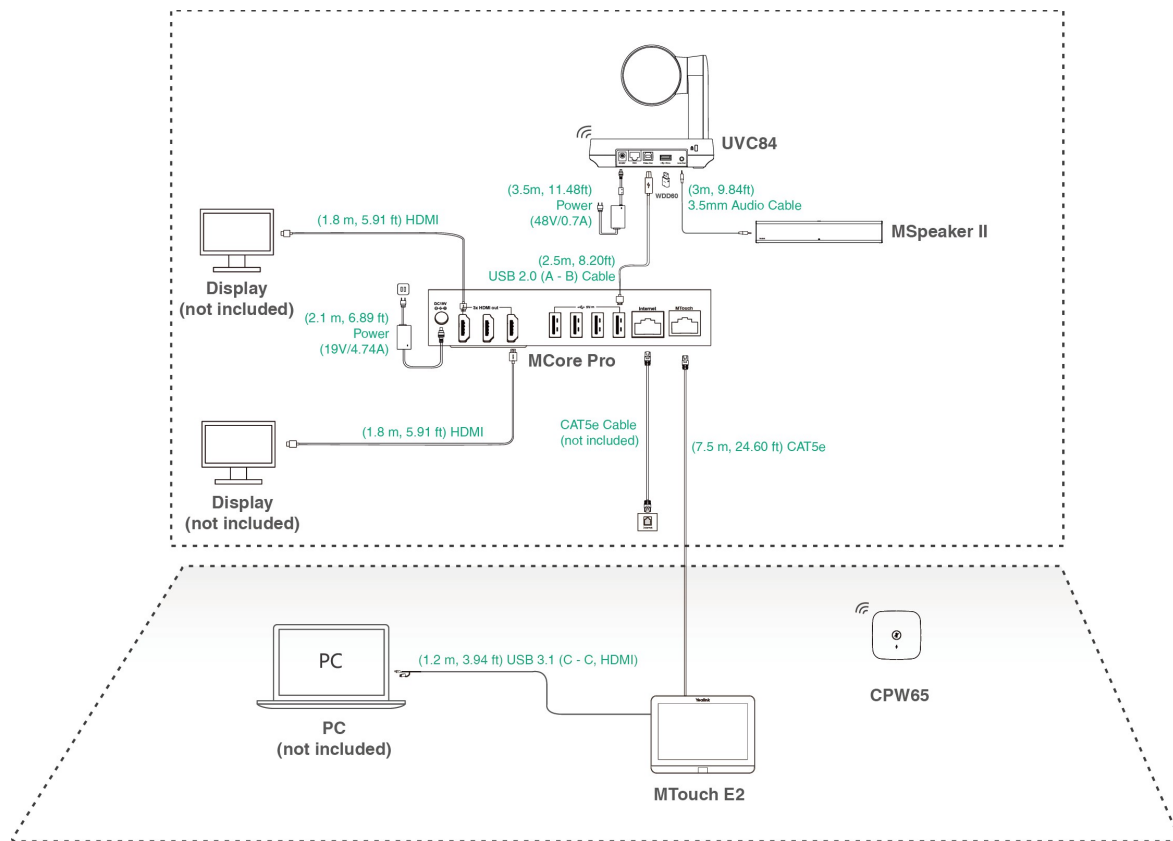 UVC84
WDD60
(3.5m, 11.48ft)
Power
(48V/0.7A)
(3m, 9.84ft)
3.5mm Audio Cable
MSpeaker II
(1.8 m, 5.91 ft) HDMI
Display
(not included)
(2.5m, 8.20ft)
USB 2.0 (A - B) Cable
(2.1 m, 6.89 ft)
Power
(19V/4.74A)
3x HDMI out
Internet
MTouch
MCore Pro
(1.8 m, 5.91 ft) HDMI
Display
(not included)
CAT5e Cable
(not included)
(7.5 m, 24.60 ft) CAT5e
PC
(1.2 m, 3.94 ft) USB 3.1 (C - C, HDMI)
PC
(not included)
Yealink
MTouch E2
CPW65